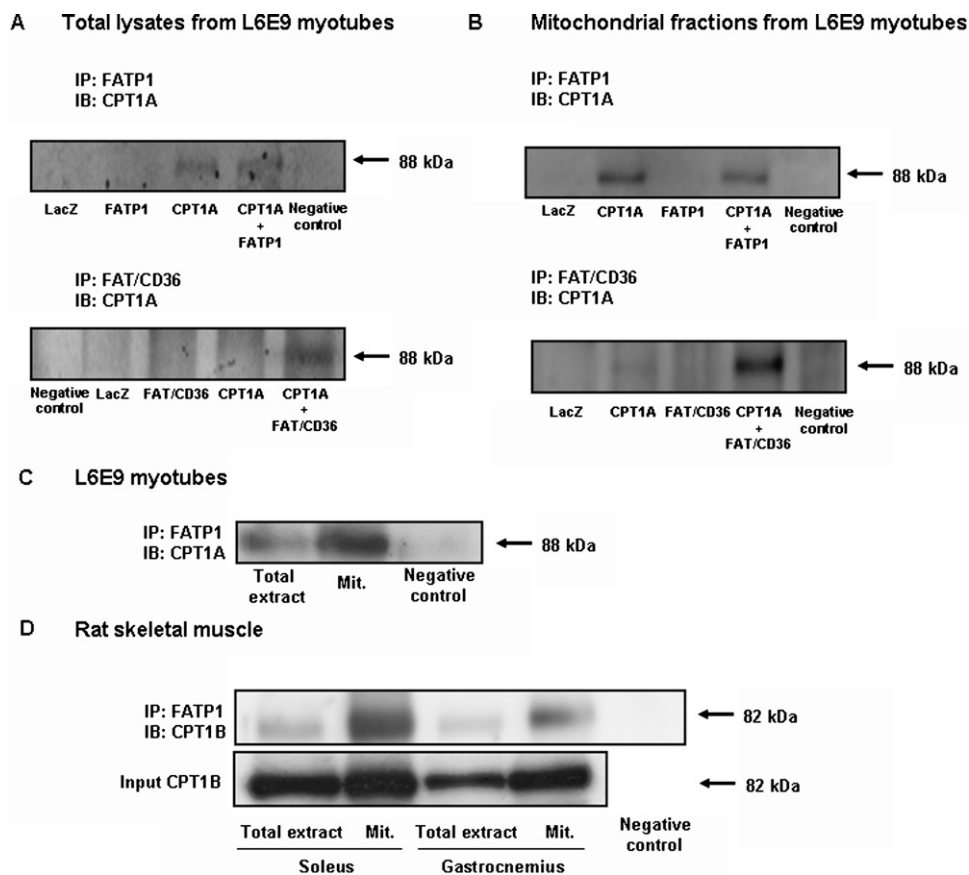 A Total lysates from L6E9 myotubes
IP: FATP1
IB: CPT1A
88 kDa
LacZ FATP1 CPT1A CPT1A + FATP1 Negative control
IP: FAT/CD36
IB: CPT1A
88 kDa
Negative control LacZ FAT/CD36 CPT1A CPT1A + FAT/CD36
B Mitochondrial fractions from L6E9 myotubes
IP: FATP1
IB: CPT1A
88 kDa
LacZ CPT1A FATP1 CPT1A + FATP1 Negative control
IP: FAT/CD36
IB: CPT1A
88 kDa
LacZ CPT1A FAT/CD36 CPT1A + FAT/CD36 Negative control
C L6E9 myotubes
IP: FATP1
IB: CPT1A
88 kDa
Total extract Mit. Negative control
D Rat skeletal muscle
IP: FATP1
IB: CPT1B
82 kDa
Input CPT1B
82 kDa
Total extract Mit. Total extract Mit. Negative control
Soleus Gastrocnemius